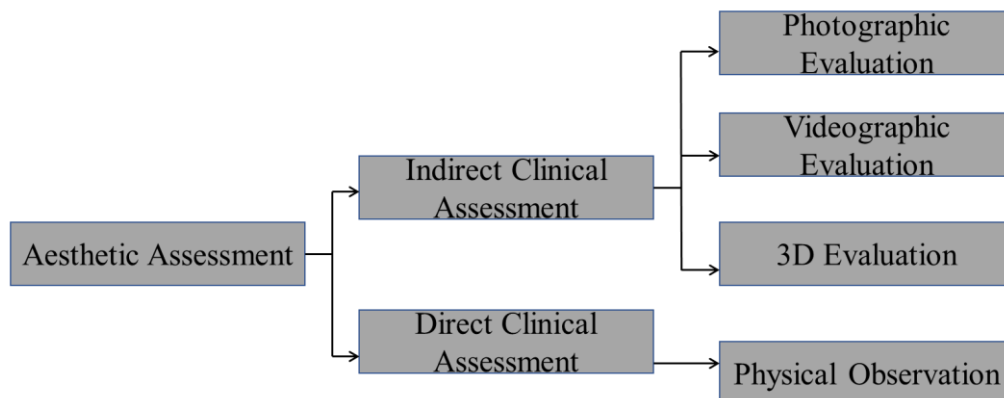 Photographic
Evaluation
Videographic
Evaluation
Indirect Clinical
Assessment
Aesthetic Assessment
3D Evaluation
Direct Clinical
Assessment
Physical Observation